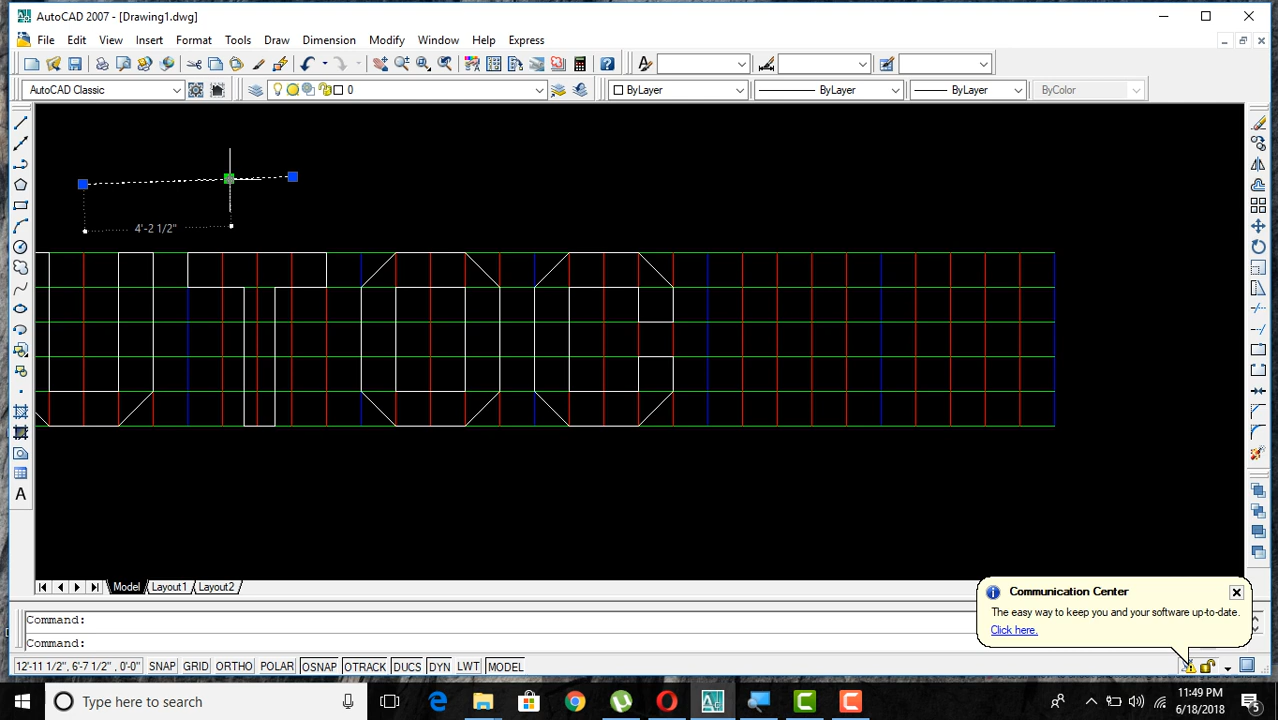 AutoCAD 2007 - [Drawing1.dwg]
File Edit View Insert Format Tools Draw Dimension Modify Window Help Express
AutoCAD Classic 0 ByLayer ByLayer ByLayer ByColor
4'-2 1/2"
UTOC
A
Model Layout1 Layout2
Communication Center
The easy way to keep you and your software up-to-date.
Click here.
Command:
Command:
12'-11 1/2", 6'-7 1/2" , 0'-0" SNAP GRID ORTHO POLAR OSNAP OTRACK DUCS DYN LWT MODEL
Type here to search
11:49 PM
6/18/2018
5